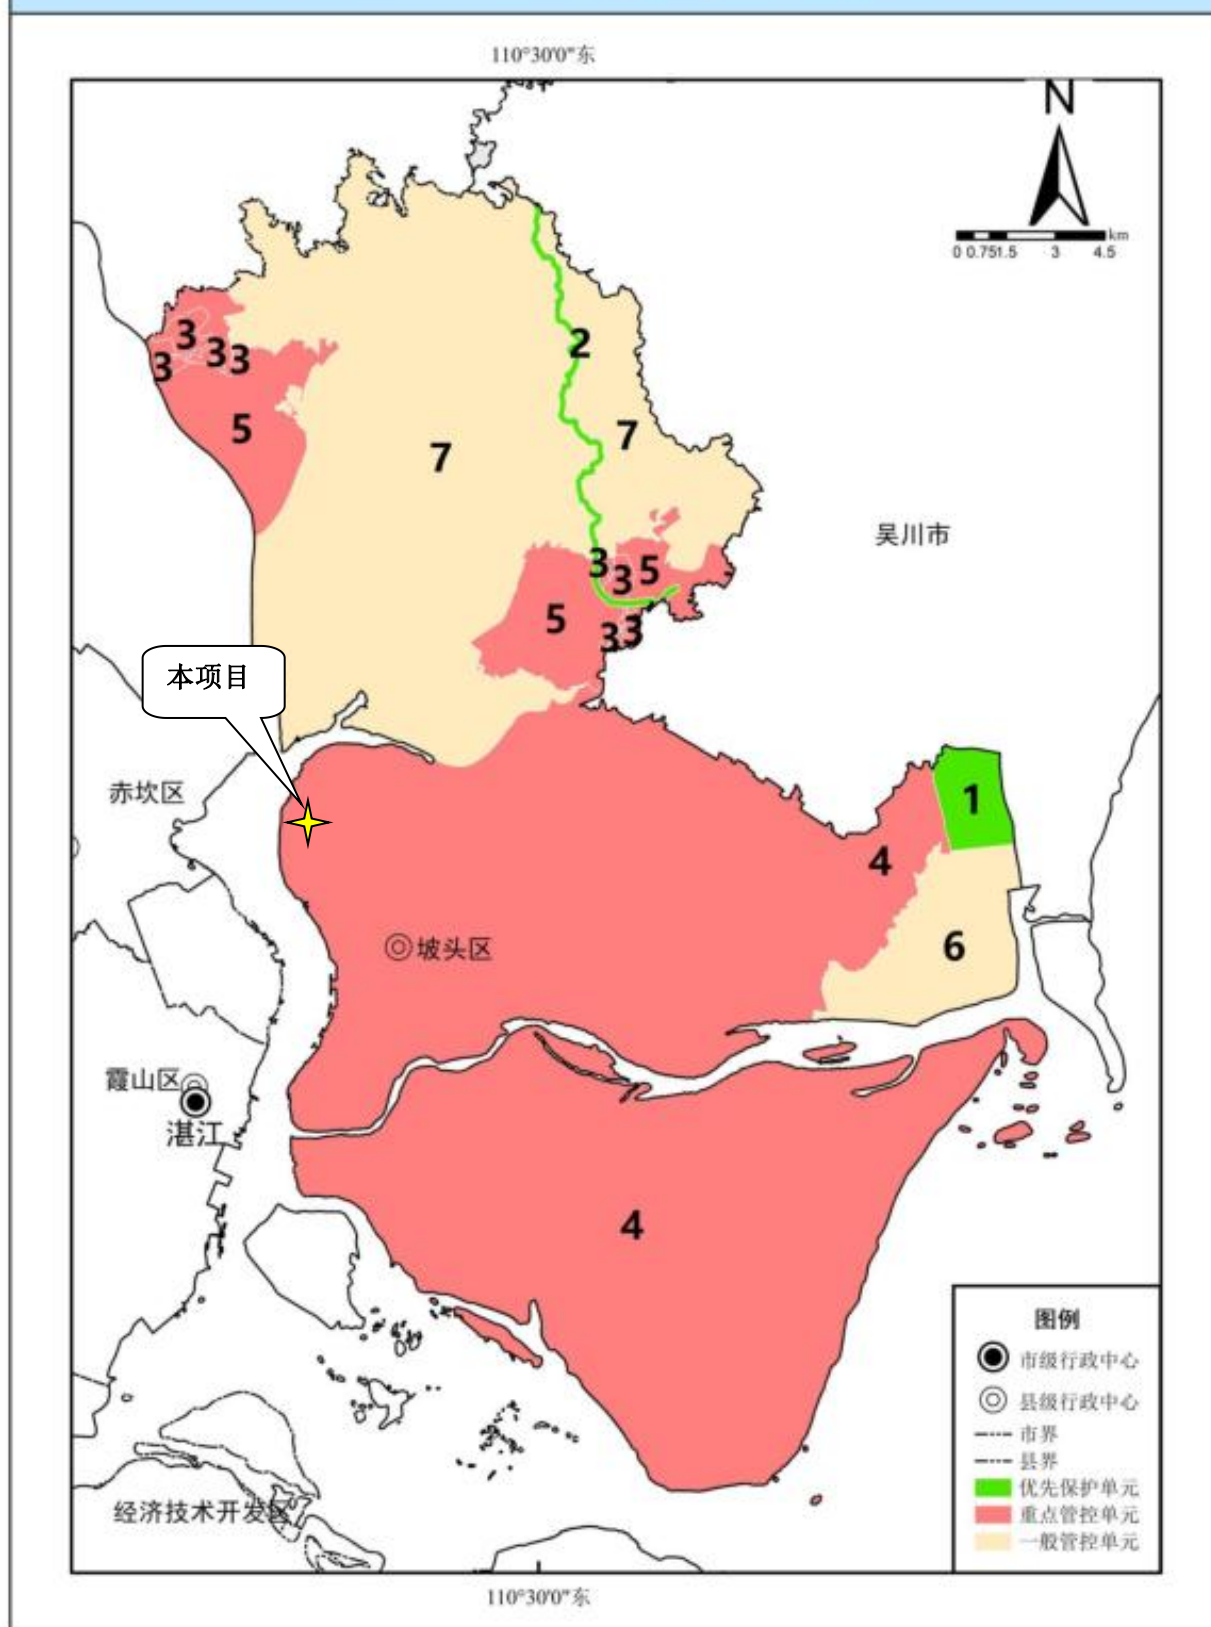 110°30'0"东
N
km
0 0.751.5 3 4.5
3
3 3 3
2
5
7
7
吴川市
3
3 5
5
3 3
本项目
赤坎区
1
4
坡头区
6
霞山区
湛江
4
图例
市级行政中心
县级行政中心
市界
县界
优先保护单元
重点管控单元
一般管控单元
经济技术开发区
110°30'0"东